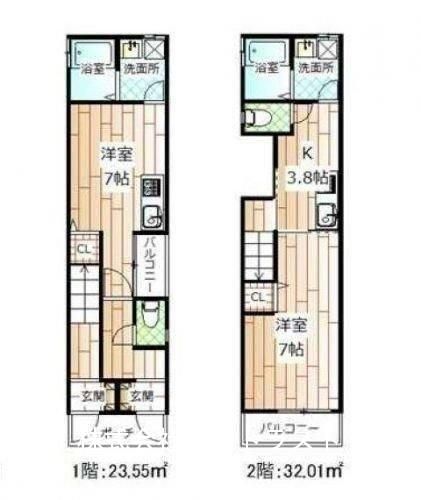 浴室
洗面所
洋室
7帖
CL
バルコニー
玄関
玄関
ポーチ
1階:23.55㎡
浴室
洗面所
K
3.8帖
CL
洋室
7帖
バルコニー
2階:32.01㎡